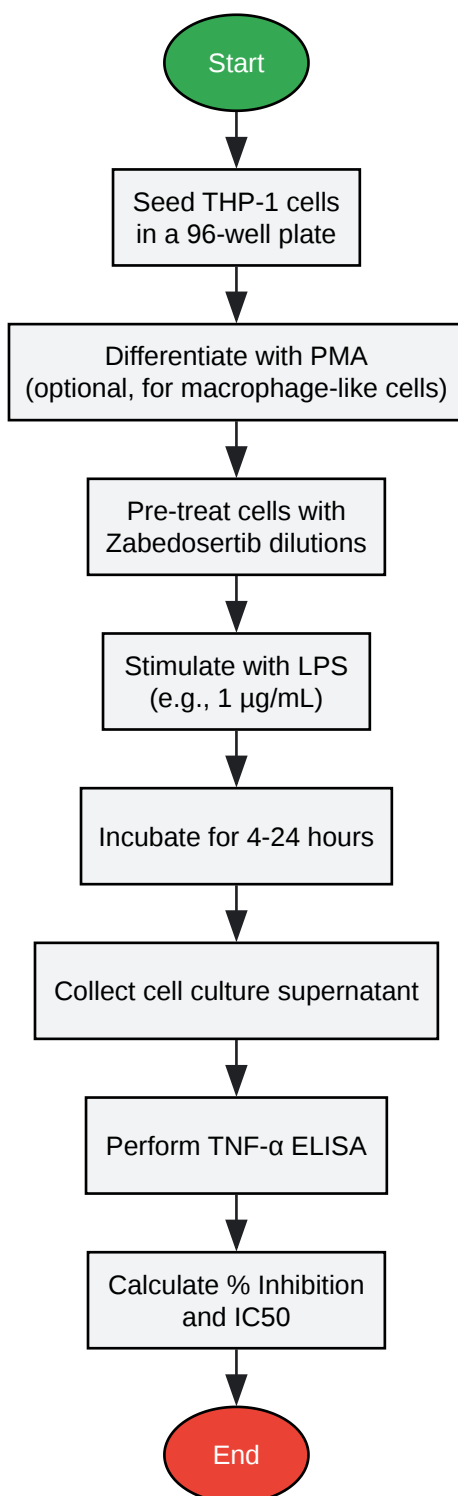 Start
Seed THP-1 cells
in a 96-well plate
Differentiate with PMA
(optional, for macrophage-like cells)
Pre-treat cells with
Zabedosertib dilutions
Stimulate with LPS
(e.g., 1 µg/mL)
Incubate for 4-24 hours
Collect cell culture supernatant
Perform TNF-α ELISA
Calculate % Inhibition
and IC50
End